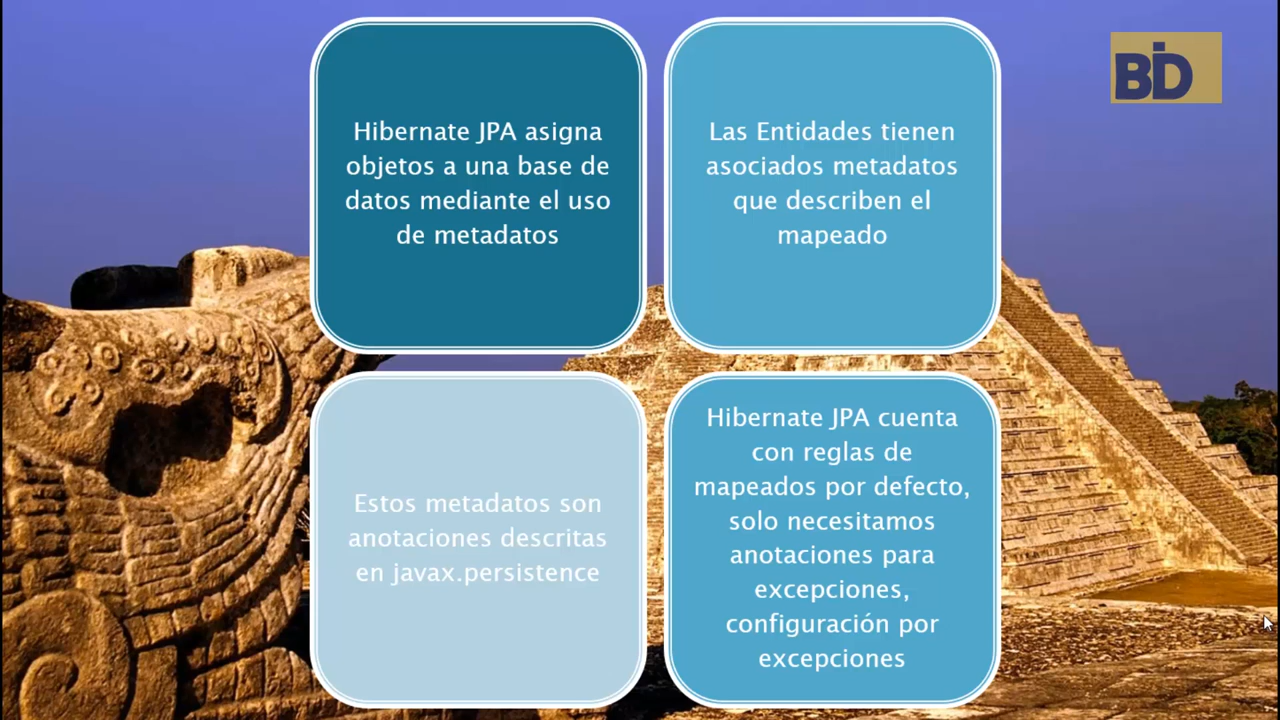 Hibernate JPA asigna
objetos a una base de
datos mediante el uso
de metadatos
Las Entidades tienen
asociados metadatos
que describen el
mapeado
BID
Estos metadatos son
anotaciones descritas
en javax.persistence
Hibernate JPA cuenta
con reglas de
mapeados por defecto,
solo necesitamos
anotaciones para
excepciones,
configuración por
excepciones